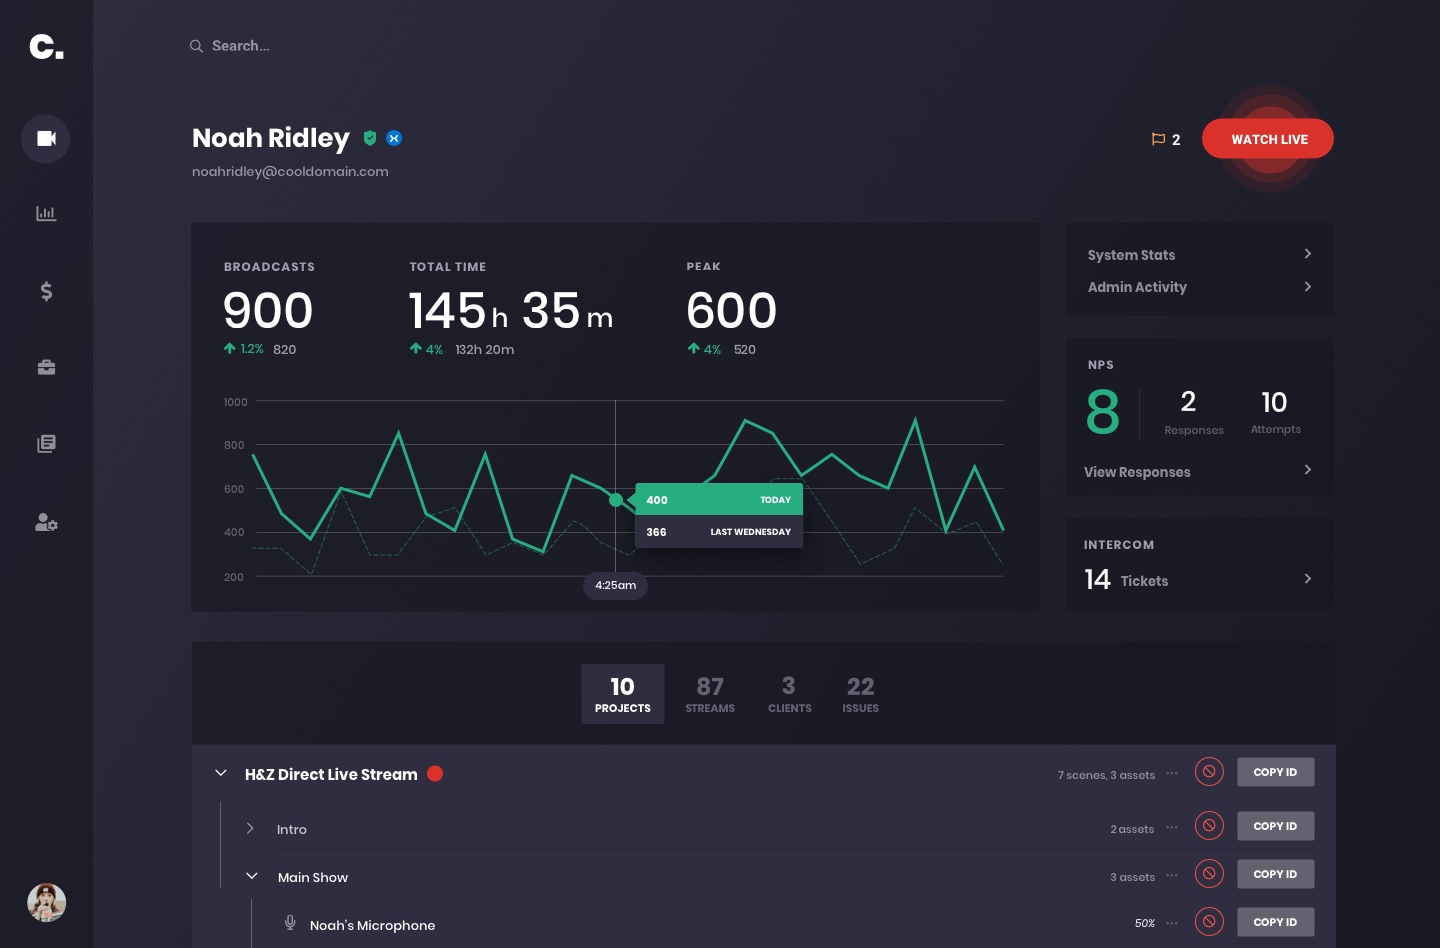 c.
Search...
Noah Ridley
noahridley@cooldomain.com
2
WATCH LIVE
BROADCASTS
900
1.2% 820
TOTAL TIME
145 h 35 m
4% 132h 20m
PEAK
600
4% 520
1000
800
600
400
200
400 TODAY
366 LAST WEDNESDAY
4:25am
System Stats
Admin Activity
NPS
8
2
Responses
10
Attempts
View Responses
INTERCOM
14 Tickets
10
PROJECTS
87
STREAMS
3
CLIENTS
22
ISSUES
H&Z Direct Live Stream
7 scenes, 3 assets
COPY ID
Intro
2 assets
COPY ID
Main Show
3 assets
COPY ID
Noah's Microphone
50%
COPY ID